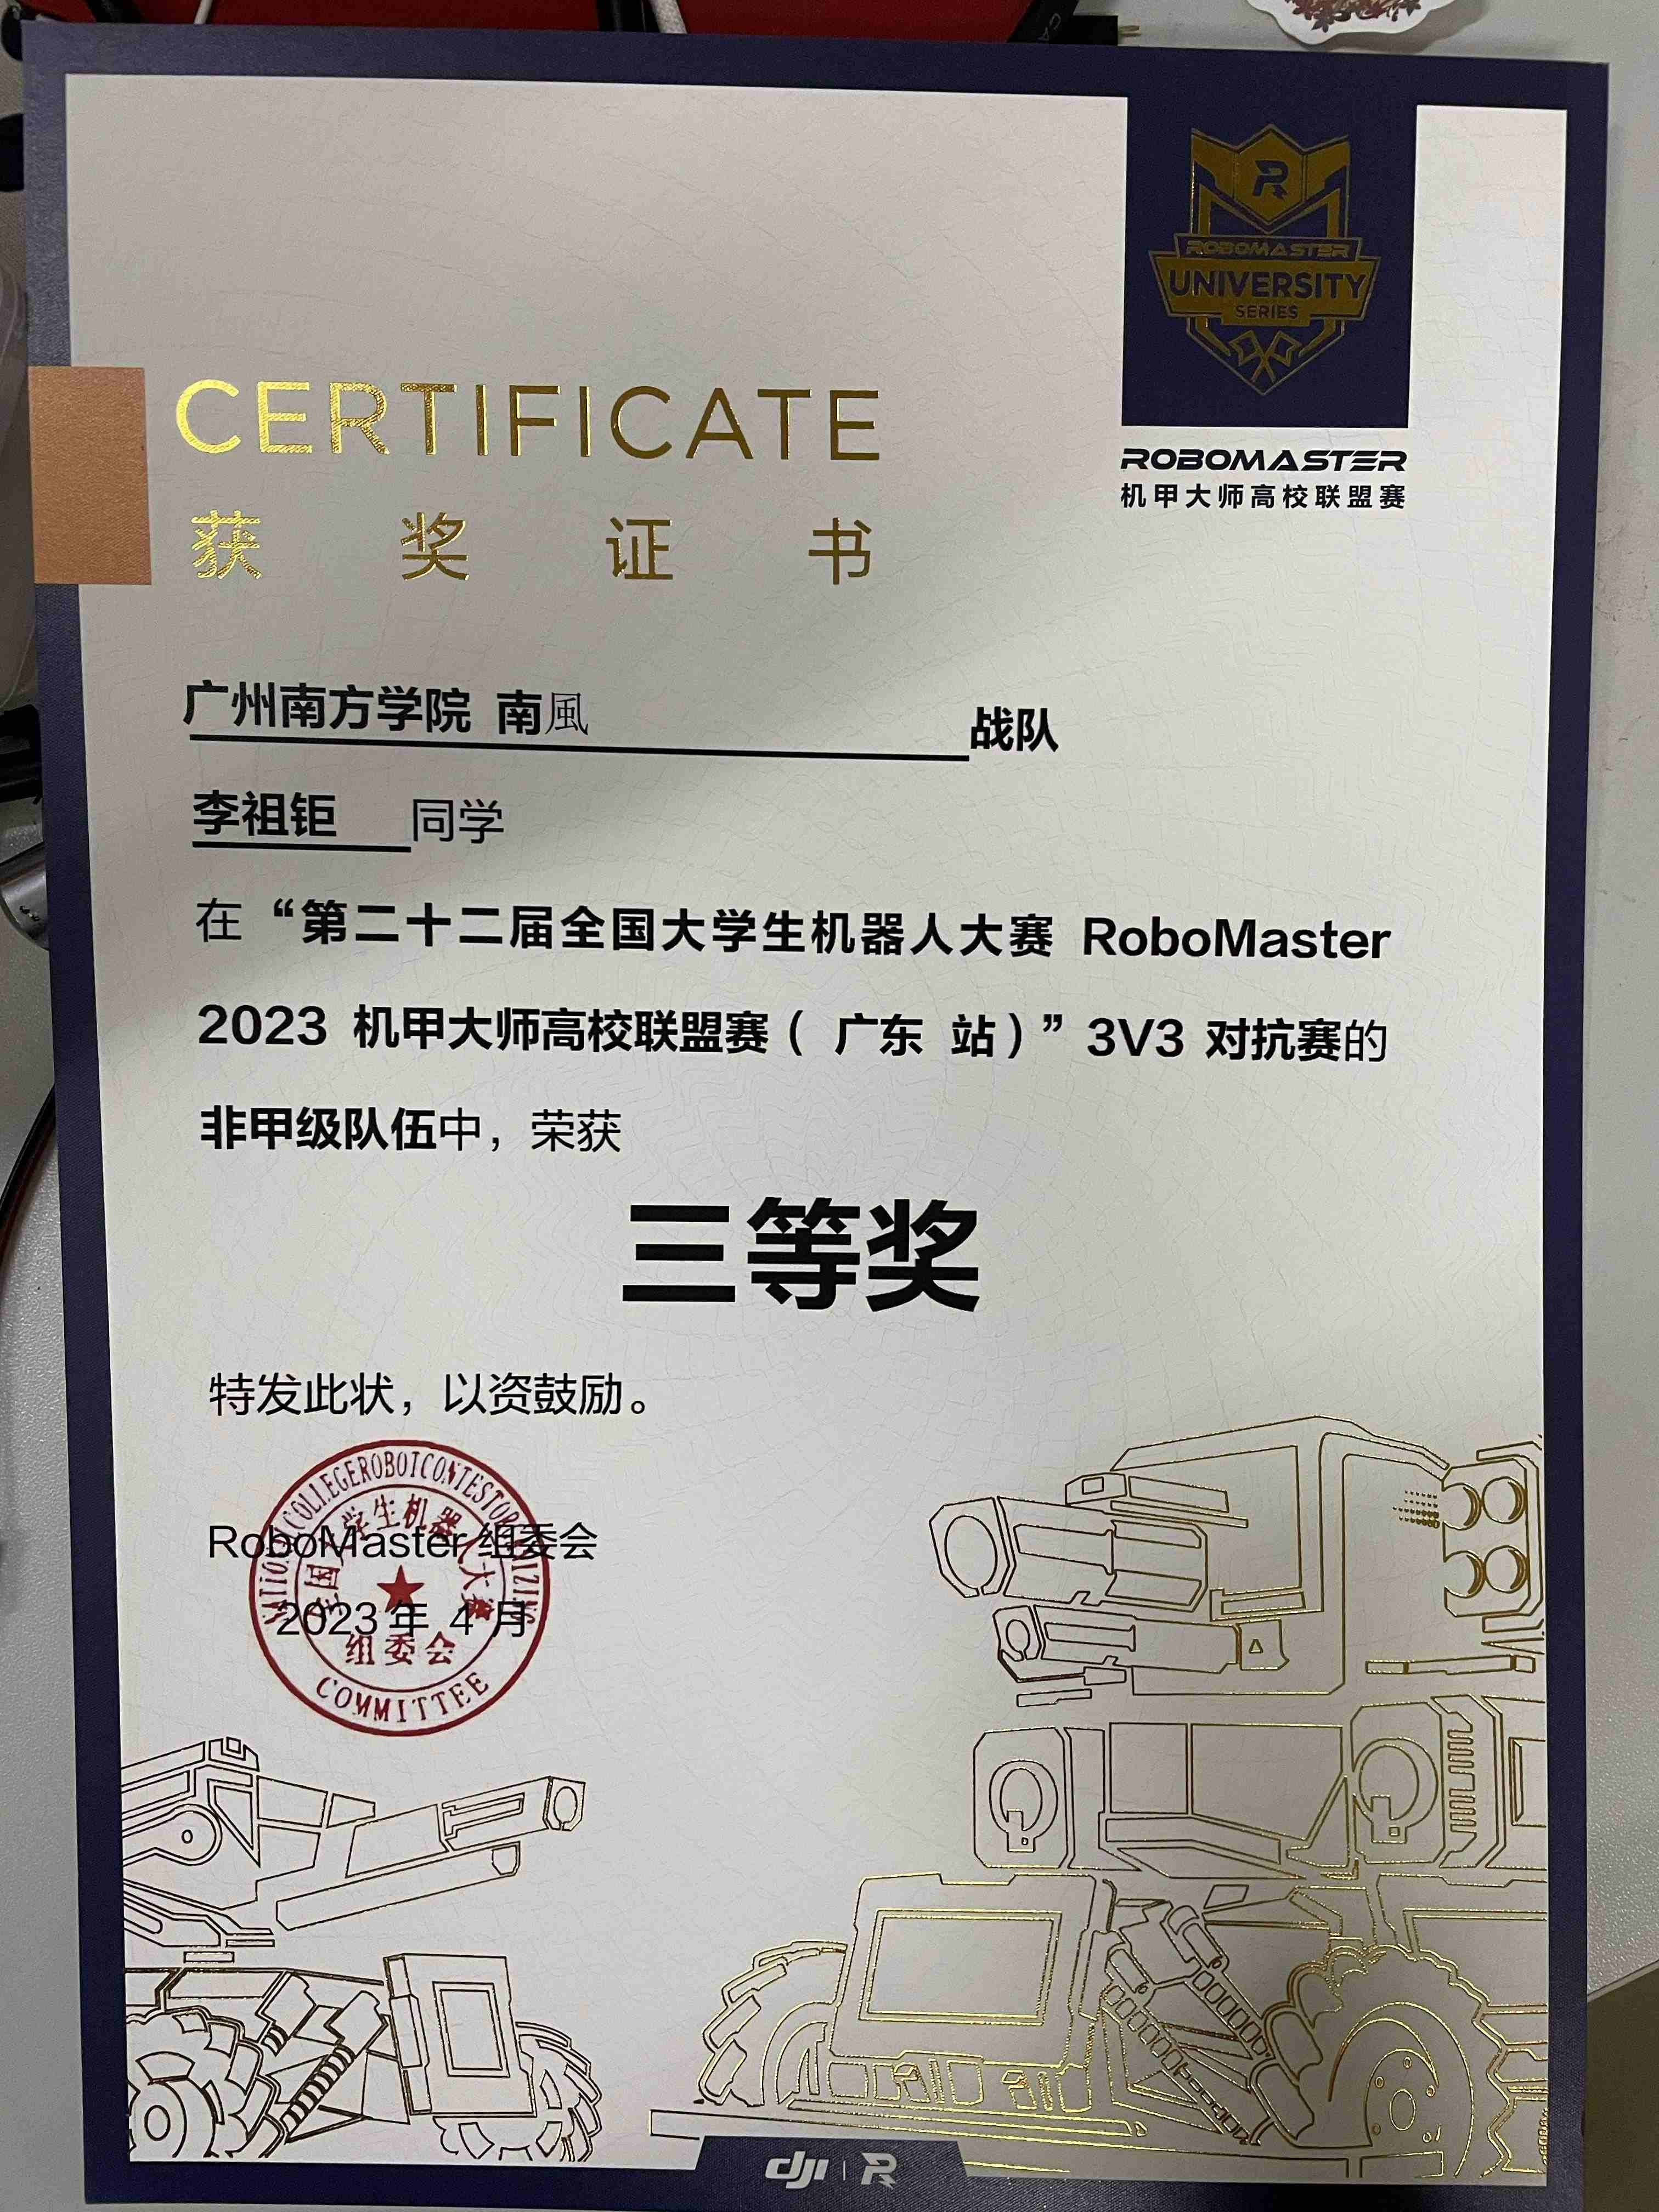 ROBOMASTER
UNIVERSITY
SERIES
ROBOMASTER
机甲大师高校联盟赛
CERTIFICATE
获奖证书
广州南方学院 南風 战队
李祖钜 同学
在“第二十二届全国大学生机器人大赛 RoboMaster
2023 机甲大师高校联盟赛（ 广东 站）”3V3 对抗赛的
非甲级队伍中，荣获
三等奖
特发此状，以资鼓励。
RoboMaster 组委会
2023 年 4 月
全国大学生机器人大赛
组委会
COMMITTEE
dji